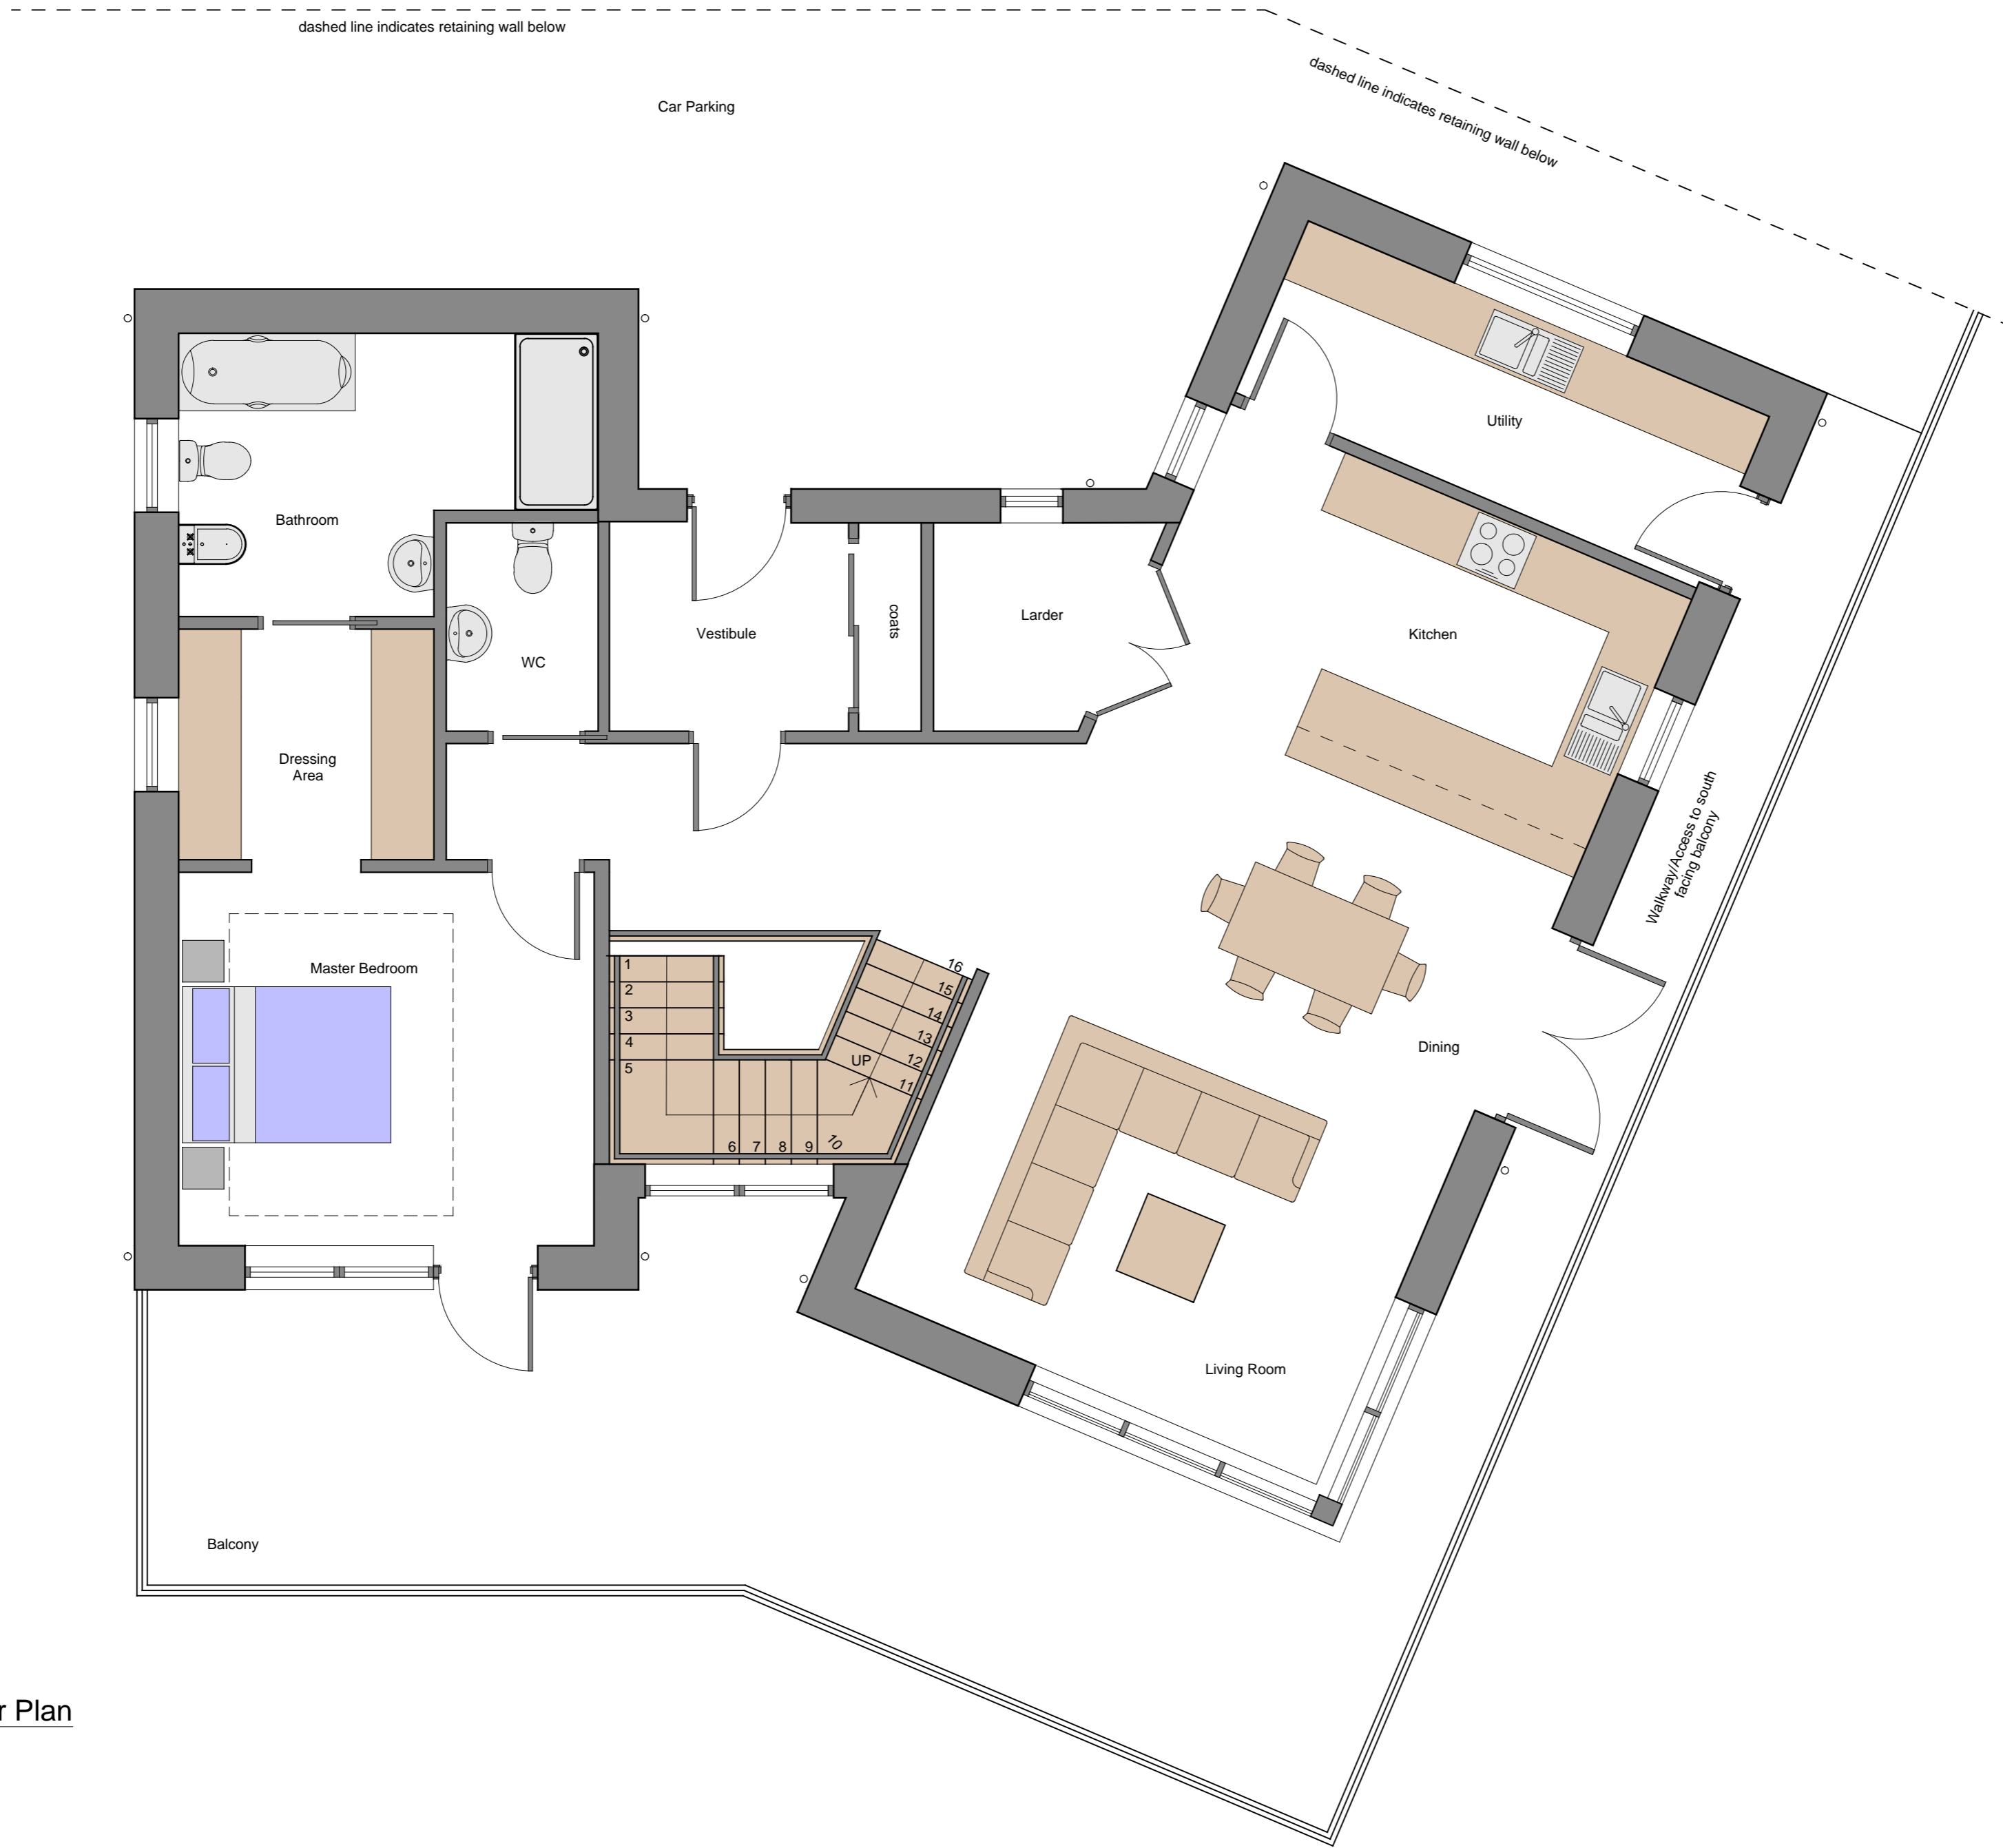 dashed line indicates retaining wall below
dashed line indicates retaining wall below
Car Parking
Utility
Bathroom
coats
Larder
Vestibule
Kitchen
WC
Dressing
Area
Walkway/Access to south
facing balcony
Master Bedroom
1
2
3
4
5
6
7
8
9
10
11
12
13
14
15
16
UP
Dining
Living Room
Balcony
r Plan